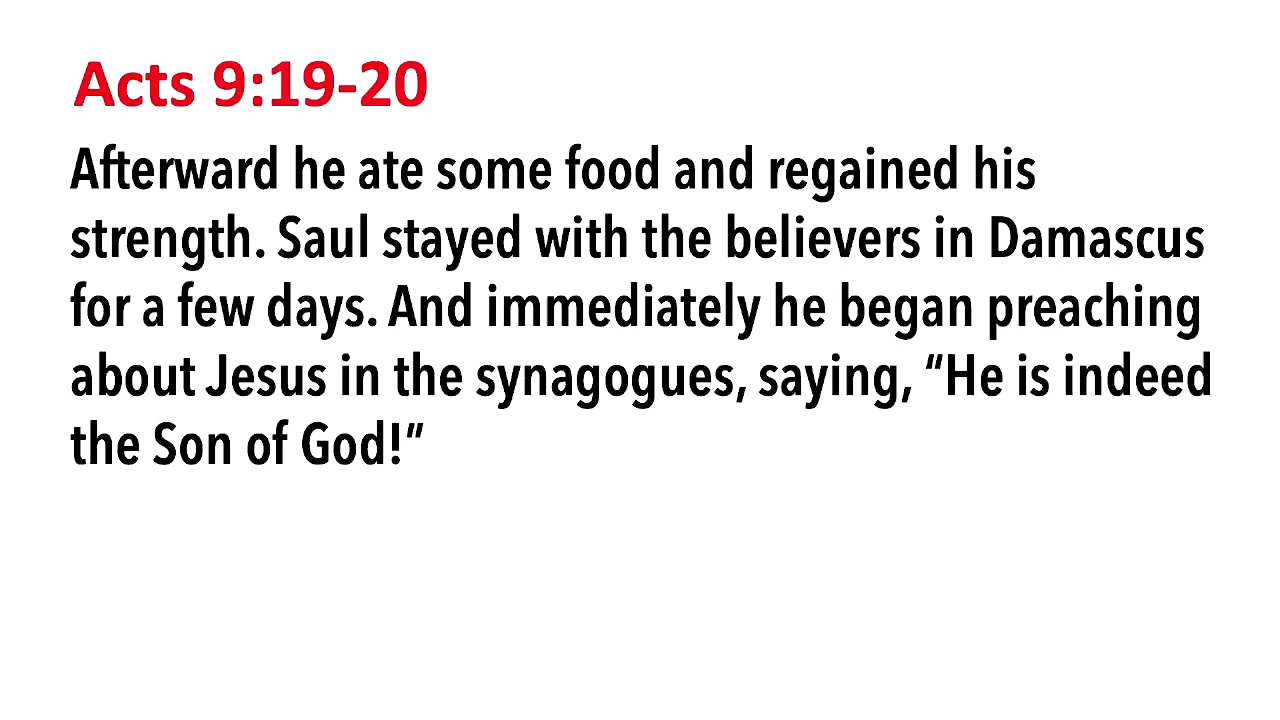 Acts 9:19-20
Afterward he ate some food and regained his
strength. Saul stayed with the believers in Damascus
for a few days. And immediately he began preaching
about Jesus in the synagogues, saying, “He is indeed
the Son of God!”